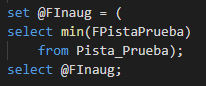 set @FInaug = (
select min(FPistaPrueba)
    from Pista_Prueba);
select @FInaug;